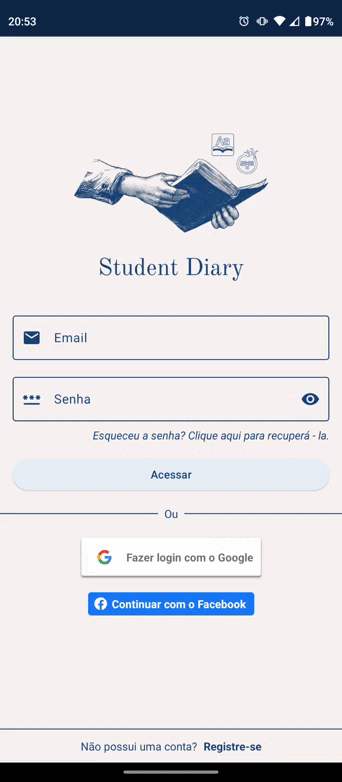 20:53
97%
Aa
Student Diary
Email
***
Senha
Esqueceu a senha? Clique aqui para recuperá - la.
Acessar
Ou
G
Fazer login com o Google
f
Continuar com o Facebook
Não possui uma conta? Registre-se